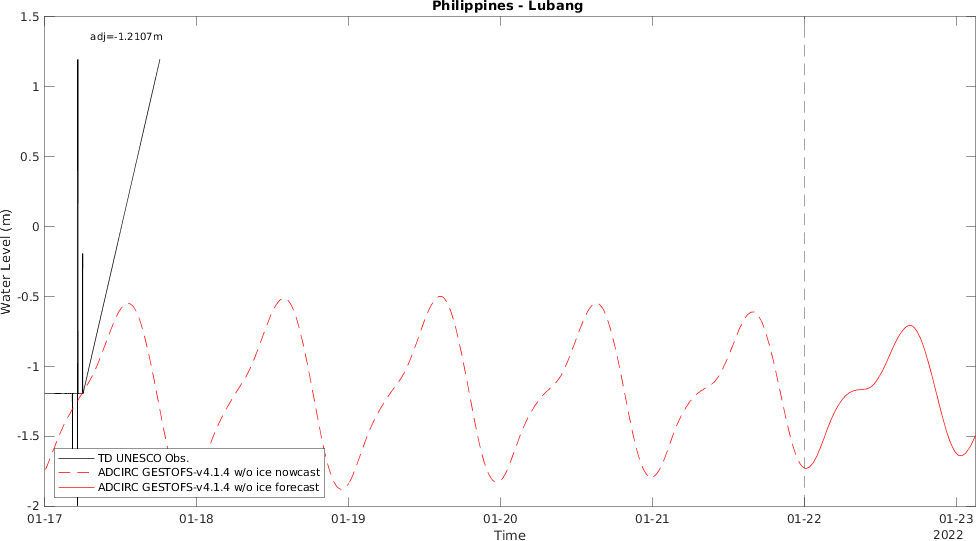 Philippines - Lubang
adj=-1.2107m
Water Level (m)
1.5
1
0.5
0
-0.5
-1
-1.5
-2
TD UNESCO Obs.
ADCIRC GESTOFS-v4.1.4 w/o ice nowcast
ADCIRC GESTOFS-v4.1.4 w/o ice forecast
01-17 01-18 01-19 01-20 01-21 01-22 01-23
Time
2022